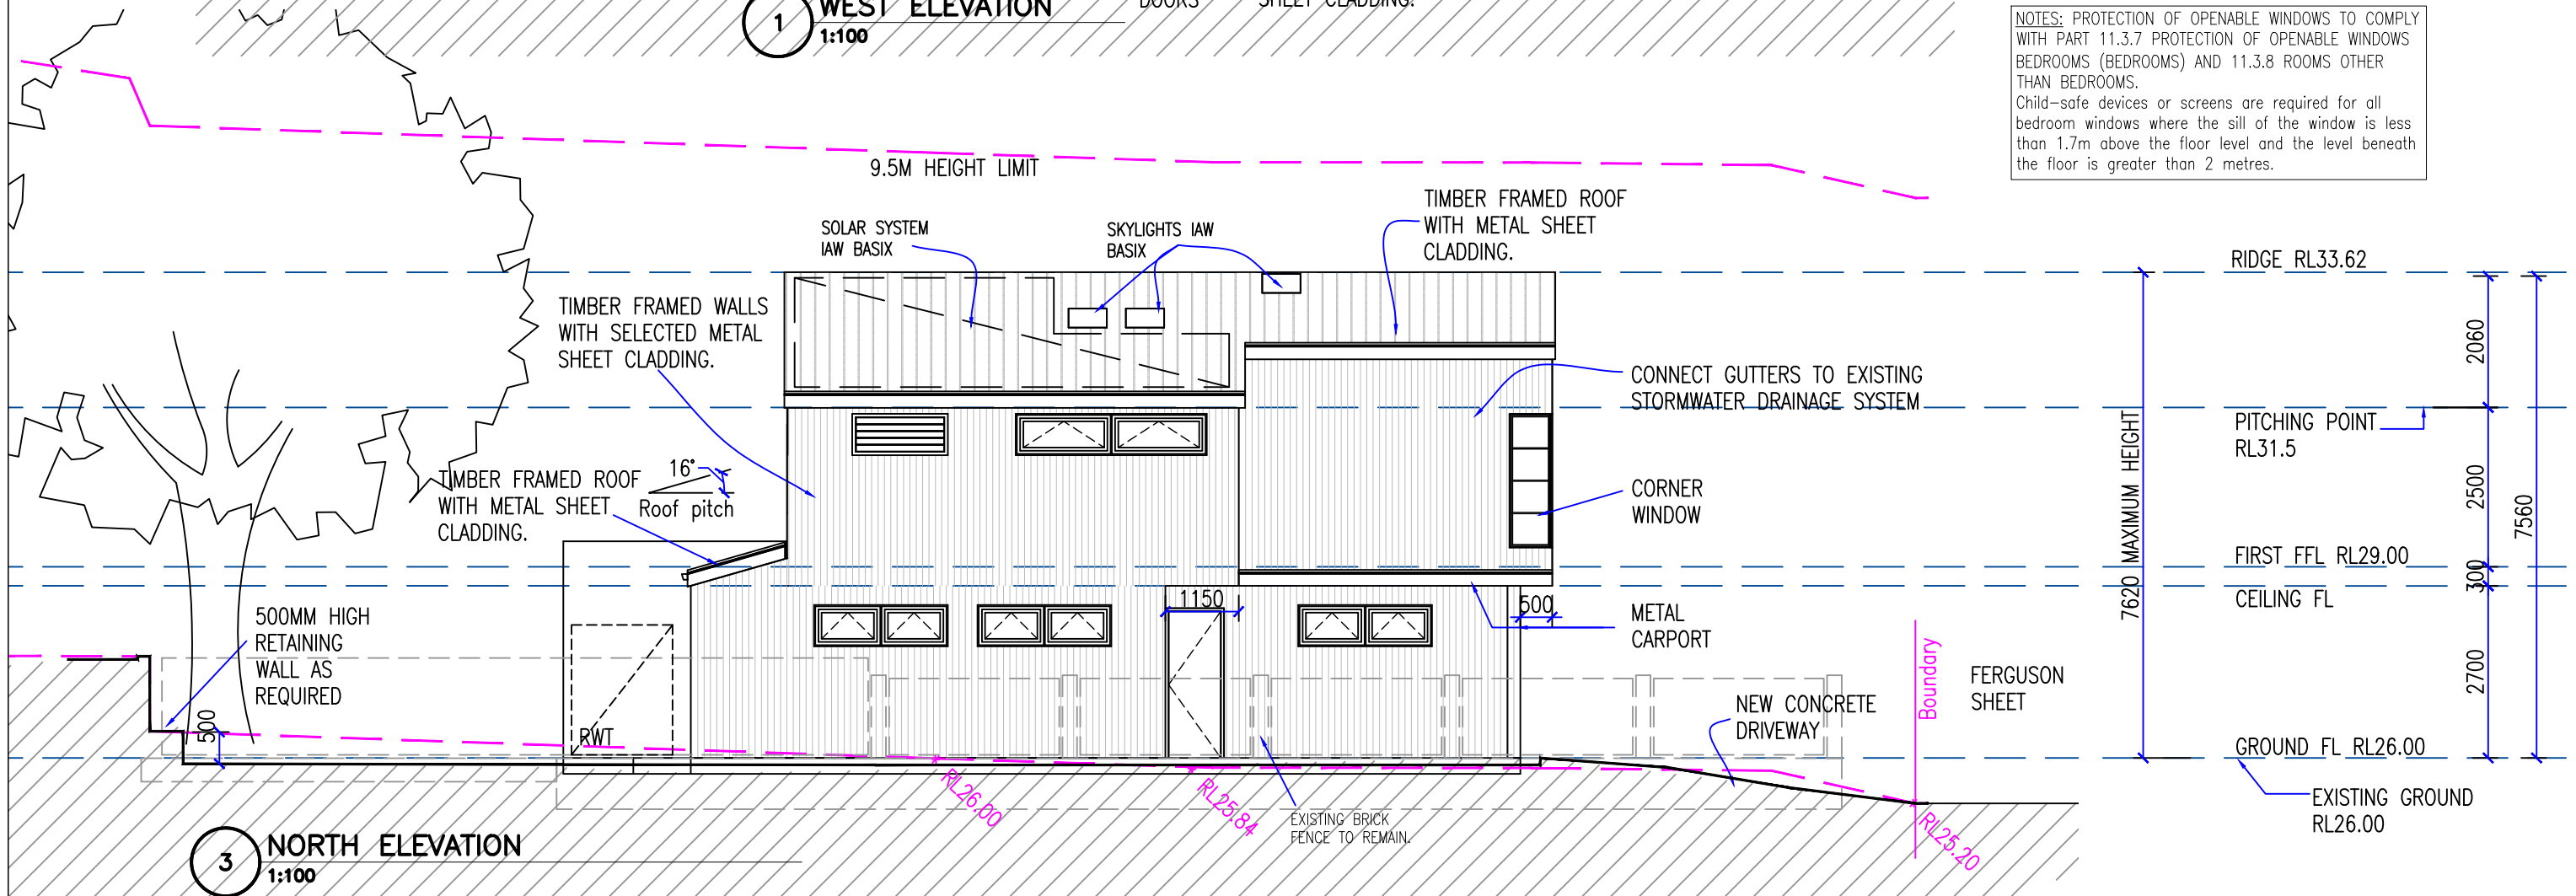 1 WEST ELEVATION
1:100
DOORS
SHEET CLADDING.
NOTES: PROTECTION OF OPENABLE WINDOWS TO COMPLY
WITH PART 11.3.7 PROTECTION OF OPENABLE WINDOWS
BEDROOMS (BEDROOMS) AND 11.3.8 ROOMS OTHER
THAN BEDROOMS.
Child-safe devices or screens are required for all
bedroom windows where the sill of the window is less
than 1.7m above the floor level and the level beneath
the floor is greater than 2 metres.
9.5M HEIGHT LIMIT
SOLAR SYSTEM
IAW BASIX
SKYLIGHTS IAW
BASIX
TIMBER FRAMED ROOF
WITH METAL SHEET
CLADDING.
RIDGE RL33.62
TIMBER FRAMED WALLS
WITH SELECTED METAL
SHEET CLADDING.
2060
CONNECT GUTTERS TO EXISTING
STORMWATER DRAINAGE SYSTEM
PITCHING POINT
RL31.5
7620 MAXIMUM HEIGHT
TIMBER FRAMED ROOF
WITH METAL SHEET
CLADDING.
16°
Roof pitch
CORNER
WINDOW
2500
7560
FIRST FFL RL29.00
300
CEILING FL
1150
500
METAL
CARPORT
500MM HIGH
RETAINING
WALL AS
REQUIRED
2700
Boundary
FERGUSON
SHEET
NEW CONCRETE
DRIVEWAY
500
RWT
GROUND FL RL26.00
RL26.00
RL25.84
EXISTING BRICK
FENCE TO REMAIN.
RL25.20
EXISTING GROUND
RL26.00
3 NORTH ELEVATION
1:100